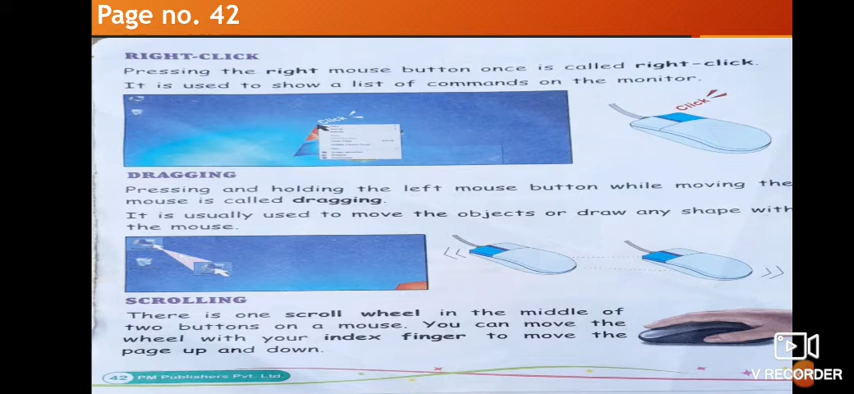 Page no. 42
RIGHT-CLICK
Pressing the right mouse button once is called right-click.
It is used to show a list of commands on the monitor.
Click
Click
DRAGGING
Pressing and holding the left mouse button while moving the
mouse is called dragging.
It is usually used to move the objects or draw any shape with
the mouse.
SCROLLING
There is one scroll wheel in the middle of
two buttons on a mouse. You can move the
wheel with your index finger to move the
page up and down.
42 PM Publishers Pvt. Ltd.
V RECORDER